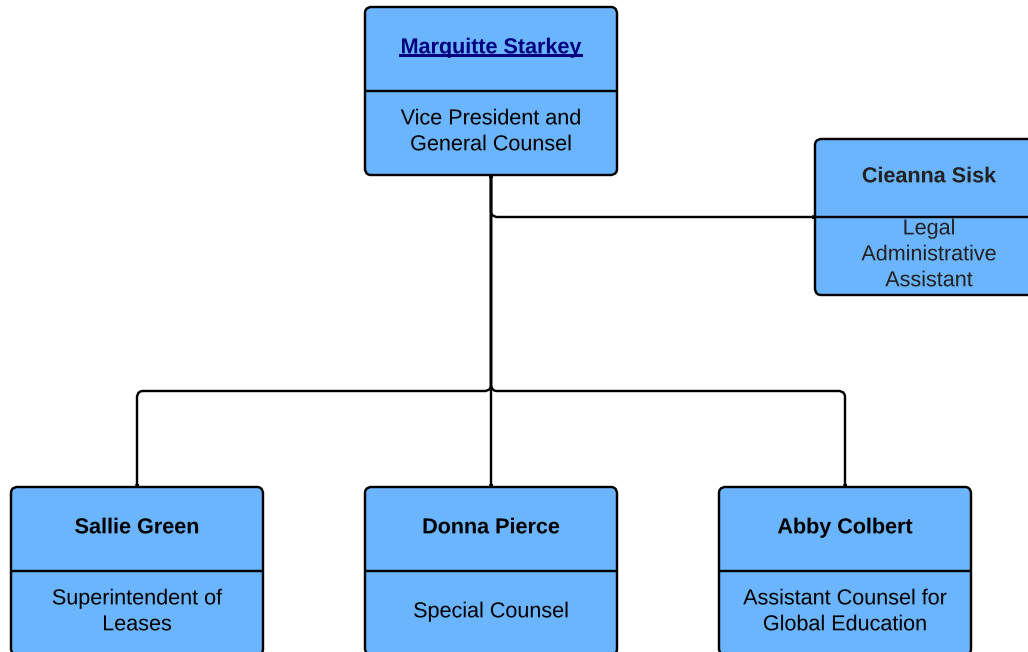 Marquitte Starkey
Vice President and
General Counsel
Cieanna Sisk
Legal
Administrative
Assistant
Sallie Green
Superintendent of
Leases
Donna Pierce
Special Counsel
Abby Colbert
Assistant Counsel for
Global Education